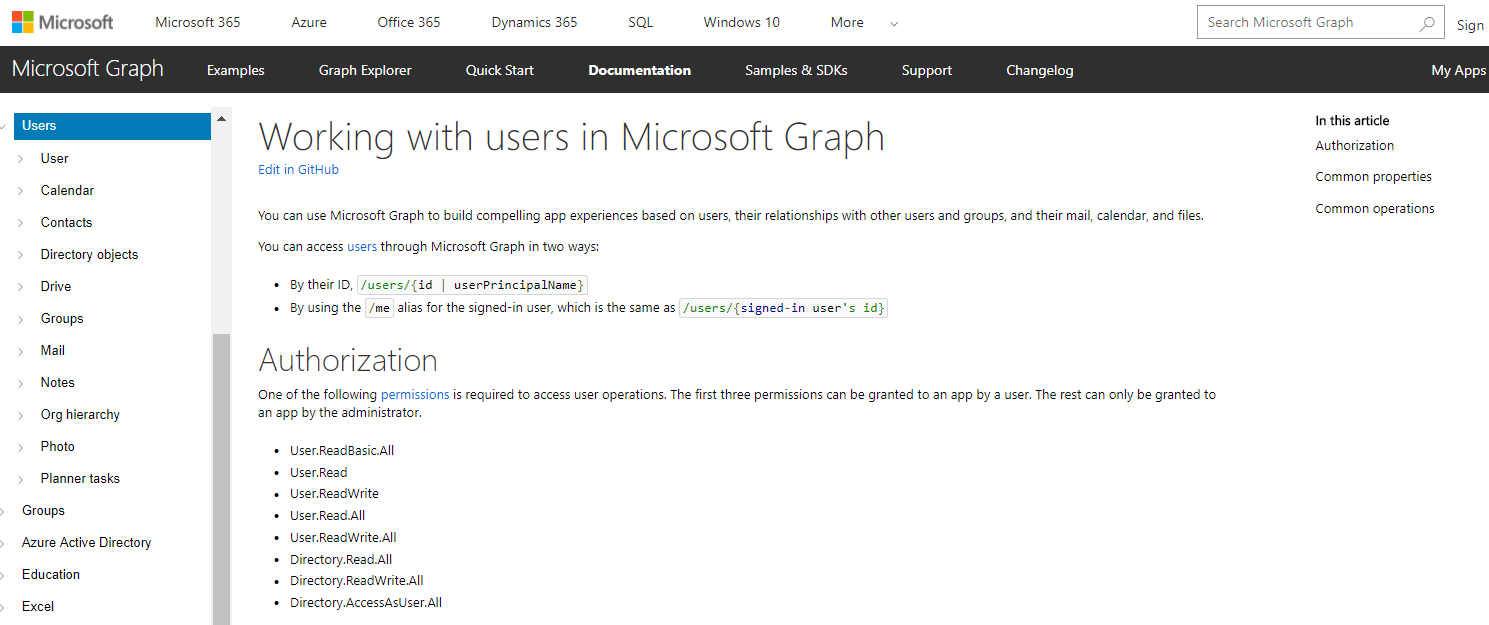 Microsoft Microsoft 365 Azure Office 365 Dynamics 365 SQL Windows 10 More Search Microsoft Graph Sign
Microsoft Graph Examples Graph Explorer Quick Start Documentation Samples & SDKs Support Changelog My Apps
Users
User
Calendar
Contacts
Directory objects
Drive
Groups
Mail
Notes
Org hierarchy
Photo
Planner tasks
Groups
Azure Active Directory
Education
Excel
Working with users in Microsoft Graph
Edit in GitHub
You can use Microsoft Graph to build compelling app experiences based on users, their relationships with other users and groups, and their mail, calendar, and files.
You can access users through Microsoft Graph in two ways:
• By their ID, /users/{id | userPrincipalName}
• By using the /me alias for the signed-in user, which is the same as /users/{signed-in user's id}
Authorization
One of the following permissions is required to access user operations. The first three permissions can be granted to an app by a user. The rest can only be granted to
an app by the administrator.
• User.ReadBasic.All
• User.Read
• User.ReadWrite
• User.Read.All
• User.ReadWrite.All
• Directory.Read.All
• Directory.ReadWrite.All
• Directory.AccessAsUser.All
In this article
Authorization
Common properties
Common operations